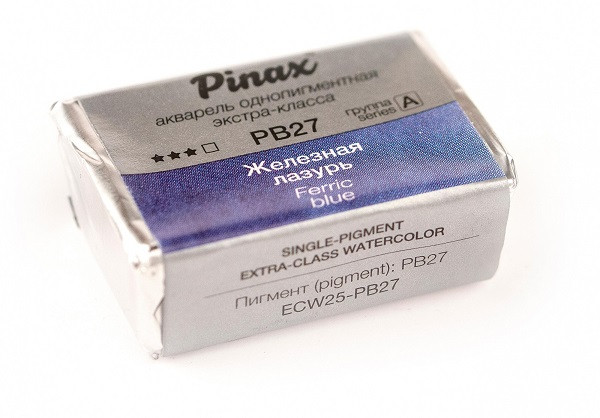 Pinax
акварель однопигментная
экстра-класса
PB27
группа
series A
★★★□
Железная
лазурь
Ferric
blue
SINGLE-PIGMENT
EXTRA-CLASS WATERCOLOR
Пигмент (pigment): PB27
ECW25-PB27